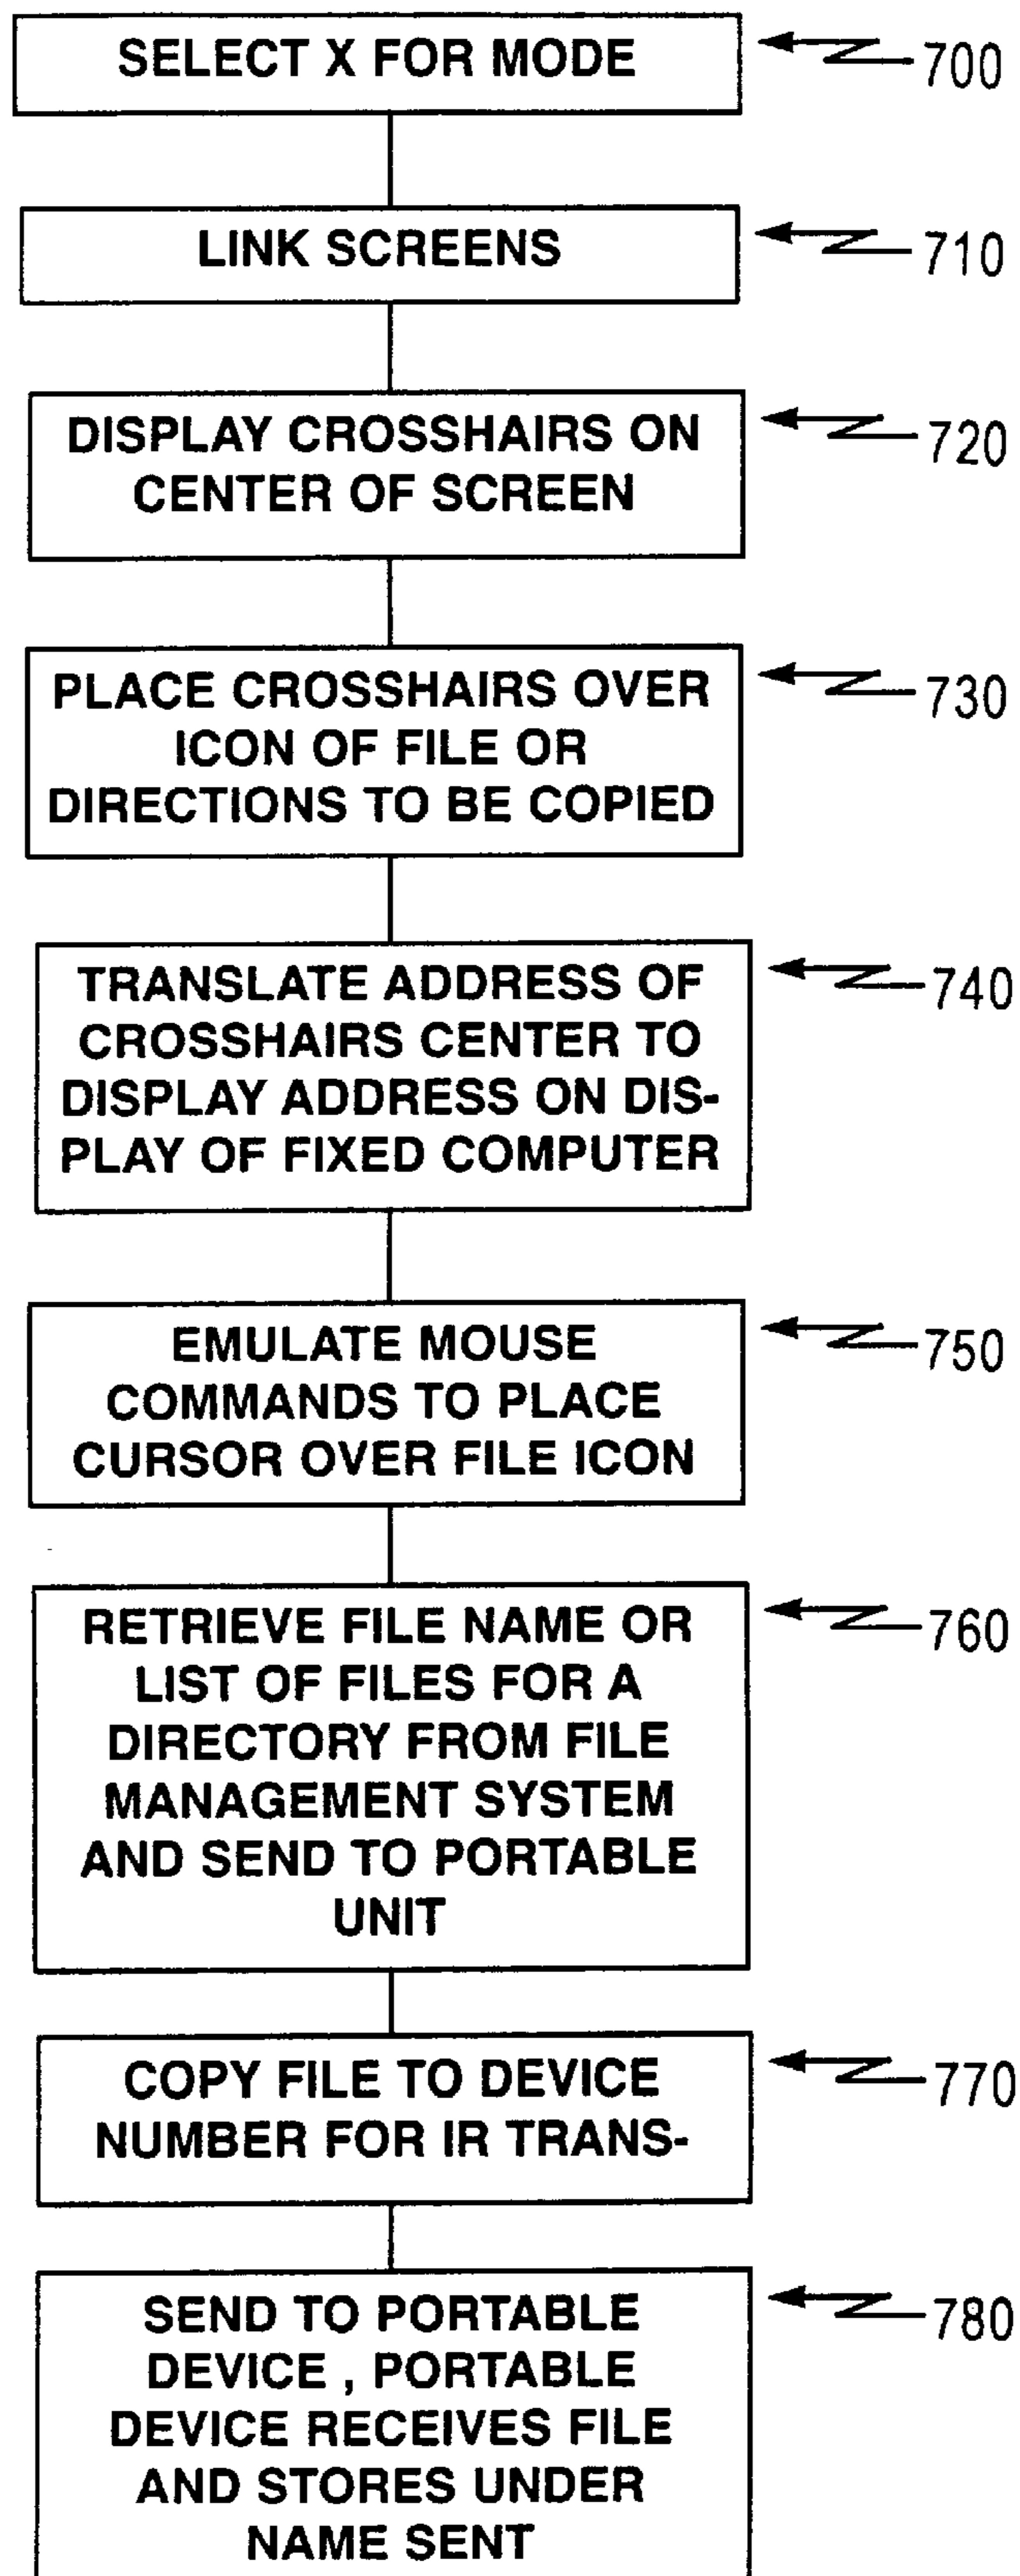 SELECT X FOR MODE
700
LINK SCREENS
710
DISPLAY CROSSHAIRS ON
CENTER OF SCREEN
720
PLACE CROSSHAIRS OVER
ICON OF FILE OR
DIRECTIONS TO BE COPIED
730
TRANSLATE ADDRESS OF
CROSSHAIRS CENTER TO
DISPLAY ADDRESS ON DIS-
PLAY OF FIXED COMPUTER
740
EMULATE MOUSE
COMMANDS TO PLACE
CURSOR OVER FILE ICON
750
RETRIEVE FILE NAME OR
LIST OF FILES FOR A
DIRECTORY FROM FILE
MANAGEMENT SYSTEM
AND SEND TO PORTABLE
UNIT
760
COPY FILE TO DEVICE
NUMBER FOR IR TRANS-
770
SEND TO PORTABLE
DEVICE , PORTABLE
DEVICE RECEIVES FILE
AND STORES UNDER
NAME SENT
780